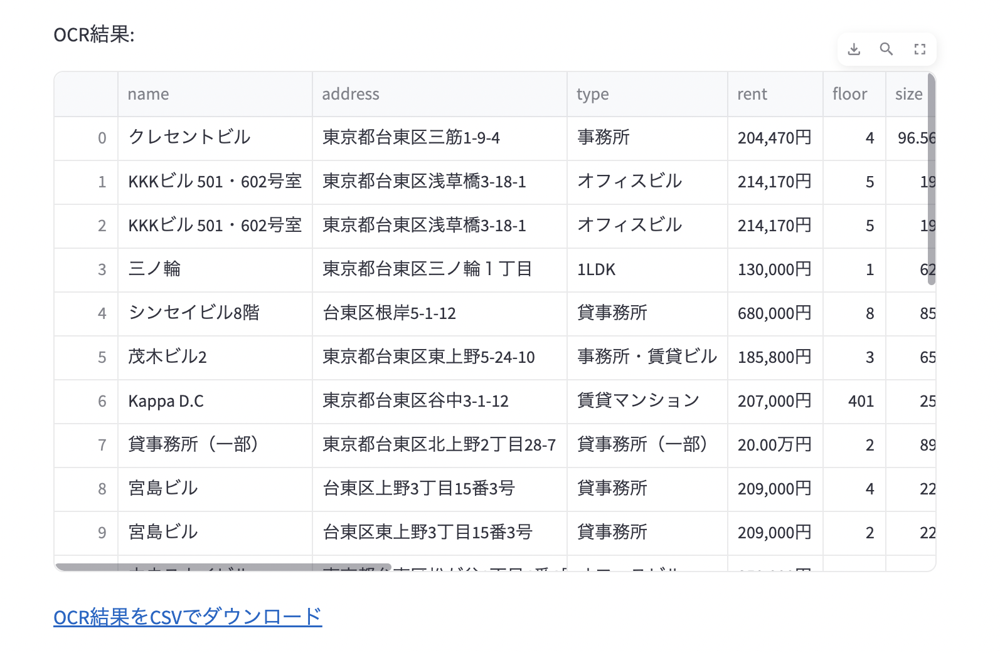 OCR結果:
name address type rent floor size
0 クレセントビル 東京都台東区三筋1-9-4 事務所 204,470円 4 96.56
1 KKKビル 501・602号室 東京都台東区浅草橋3-18-1 オフィスビル 214,170円 5 19
2 KKKビル 501・602号室 東京都台東区浅草橋3-18-1 オフィスビル 214,170円 5 19
3 三ノ輪 東京都台東区三ノ輪１丁目 1LDK 130,000円 1 62
4 シンセイビル8階 台東区根岸5-1-12 貸事務所 680,000円 8 85
5 茂木ビル2 東京都台東区東上野5-24-10 事務所・賃貸ビル 185,800円 3 65
6 Kappa D.C 東京都台東区谷中3-1-12 賃貸マンション 207,000円 401 25
7 貸事務所（一部） 東京都台東区北上野2丁目28-7 貸事務所（一部） 20.00万円 2 89
8 宮島ビル 台東区上野3丁目15番3号 貸事務所 209,000円 4 22
9 宮島ビル 台東区東上野3丁目15番3号 貸事務所 209,000円 2 22
OCR結果をCSVでダウンロード